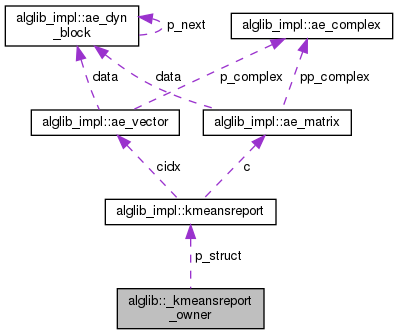 alglib_impl::ae_dyn
_block
p_next
alglib_impl::ae_complex
data
data
p_complex
pp_complex
alglib_impl::ae_vector
alglib_impl::ae_matrix
cidx
c
alglib_impl::kmeansreport
p_struct
alglib::_kmeansreport
_owner